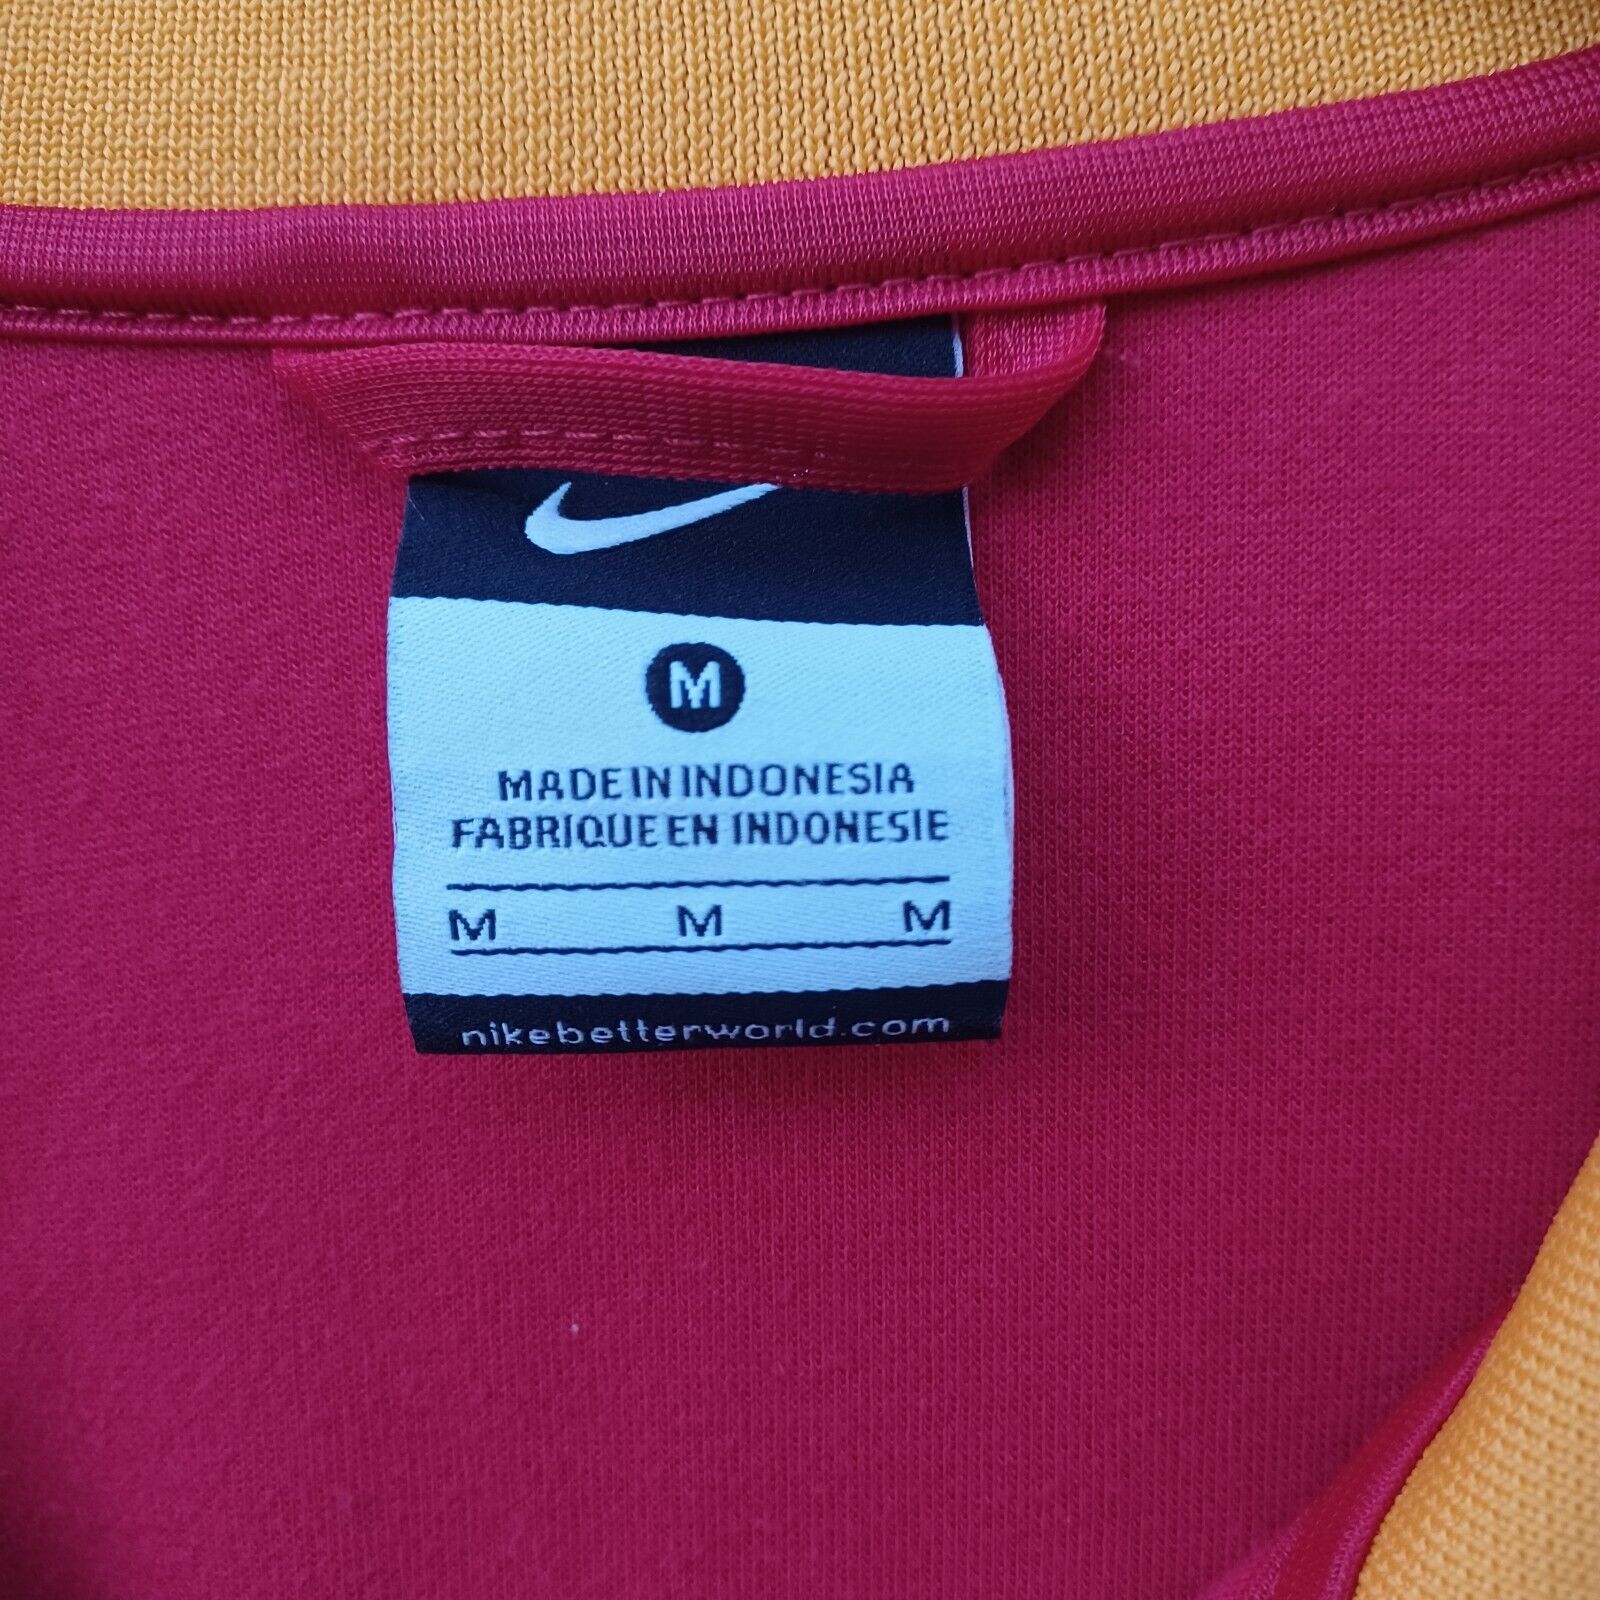 M
MADE IN INDONESIA
FABRIQUE EN INDONESIE
M M M
nikebetterworld.com